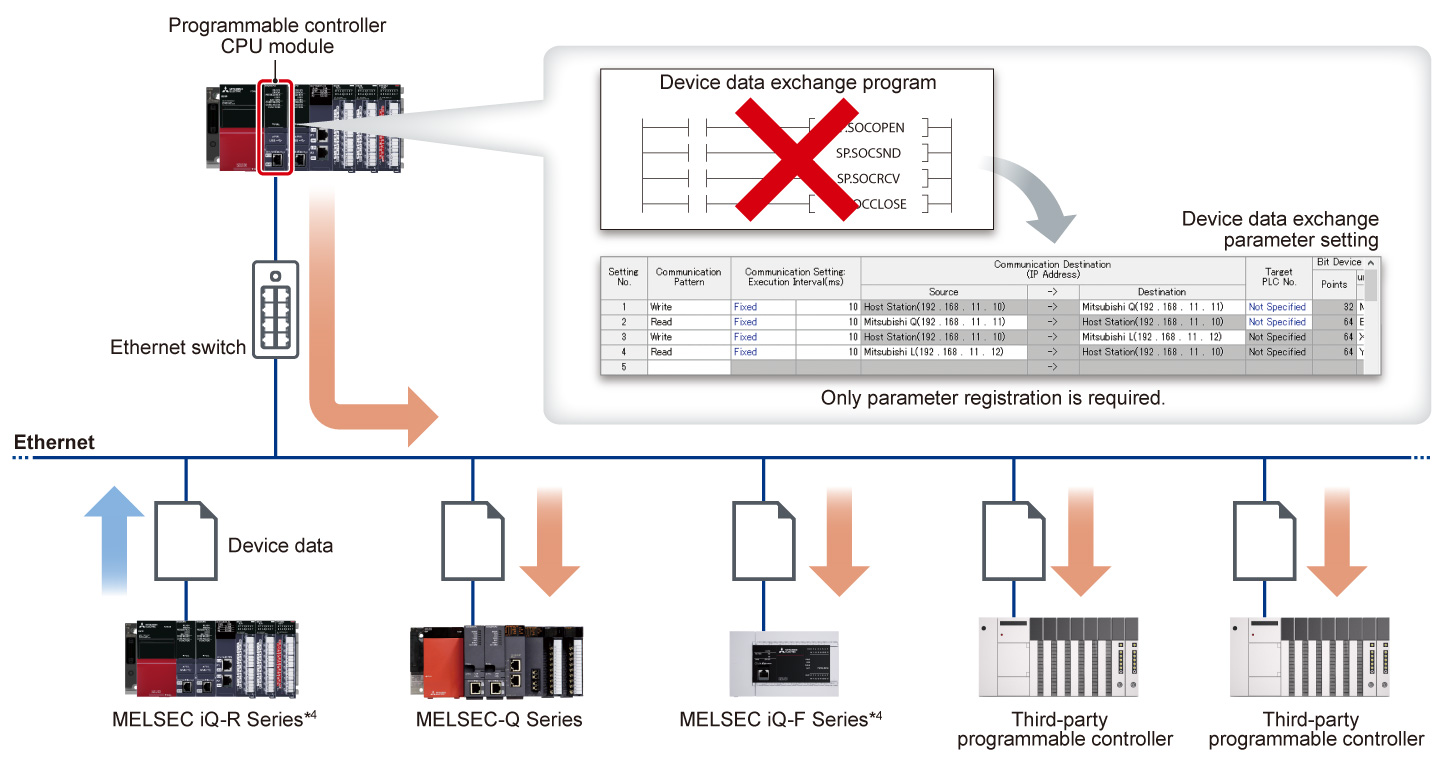 Programmable controller
CPU module
Device data exchange program
SP.SOCOPEN
SP.SOCSND
SP.SOCRCV
OCCLOSE
Device data exchange
parameter setting
Setting No. Communication Pattern Communication Setting: Execution Interval(ms) Communication Destination (IP Address) Target PLC No. Bit Device
Source -> Destination Points
1 Write Fixed 10 Host Station(192 . 168 . 11 . 10) -> Mitsubishi Q(192 . 168 . 11 . 11) Not Specified 32
2 Read Fixed 10 Mitsubishi Q(192 . 168 . 11 . 11) -> Host Station(192 . 168 . 11 . 10) Not Specified 64
3 Write Fixed 10 Host Station(192 . 168 . 11 . 10) -> Mitsubishi L(192 . 168 . 11 . 12) Not Specified 64
4 Read Fixed 10 Mitsubishi L(192 . 168 . 11 . 12) -> Host Station(192 . 168 . 11 . 10) Not Specified 64
5 ->
Only parameter registration is required.
Ethernet switch
Ethernet
Device data
MELSEC iQ-R Series*4
MELSEC-Q Series
MELSEC iQ-F Series*4
Third-party
programmable controller
Third-party
programmable controller